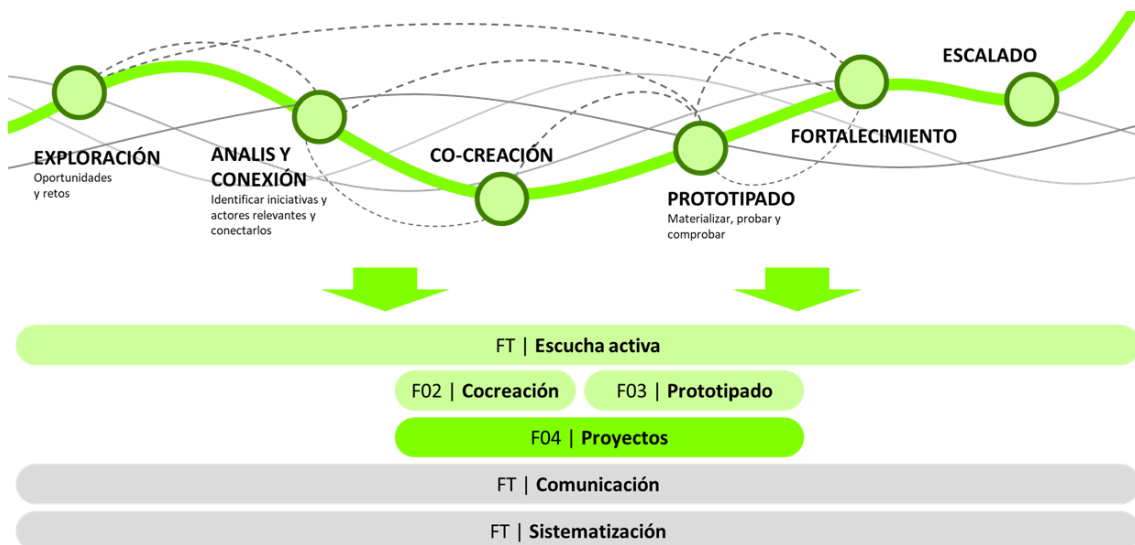 EXPLORACIÓN
Oportunidades
y retos
ANALIS Y
CONEXIÓN
Identificar iniciativas y
actores relevantes y
conectarlos
CO-CREACIÓN
PROTOTIPADO
Materializar, probar y
comprobar
FORTALECIMIENTO
ESCALADO
FT | Escucha activa
F02 | Cocreación
F03 | Prototipado
F04 | Proyectos
FT | Comunicación
FT | Sistematización